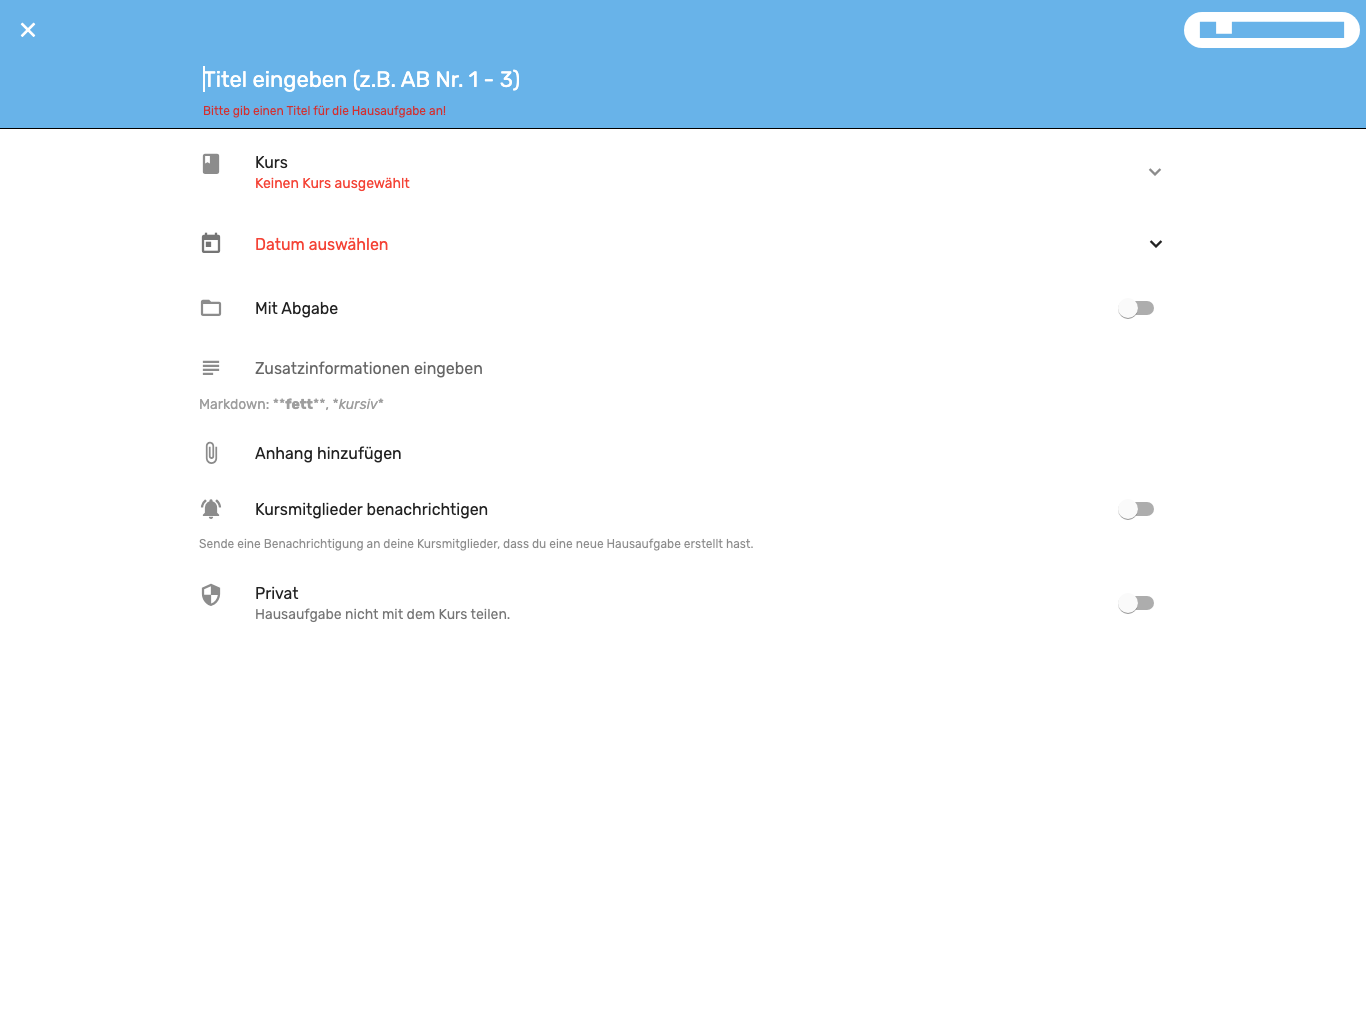 Titel eingeben (z.B. AB Nr. 1 - 3)
Bitte gib einen Titel für die Hausaufgabe an!
Kurs
Keinen Kurs ausgewählt
Datum auswählen
Mit Abgabe
Zusatzinformationen eingeben
Markdown: **fett**, *kursiv*
Anhang hinzufügen
Kursmitglieder benachrichtigen
Sende eine Benachrichtigung an deine Kursmitglieder, dass du eine neue Hausaufgabe erstellt hast.
Privat
Hausaufgabe nicht mit dem Kurs teilen.